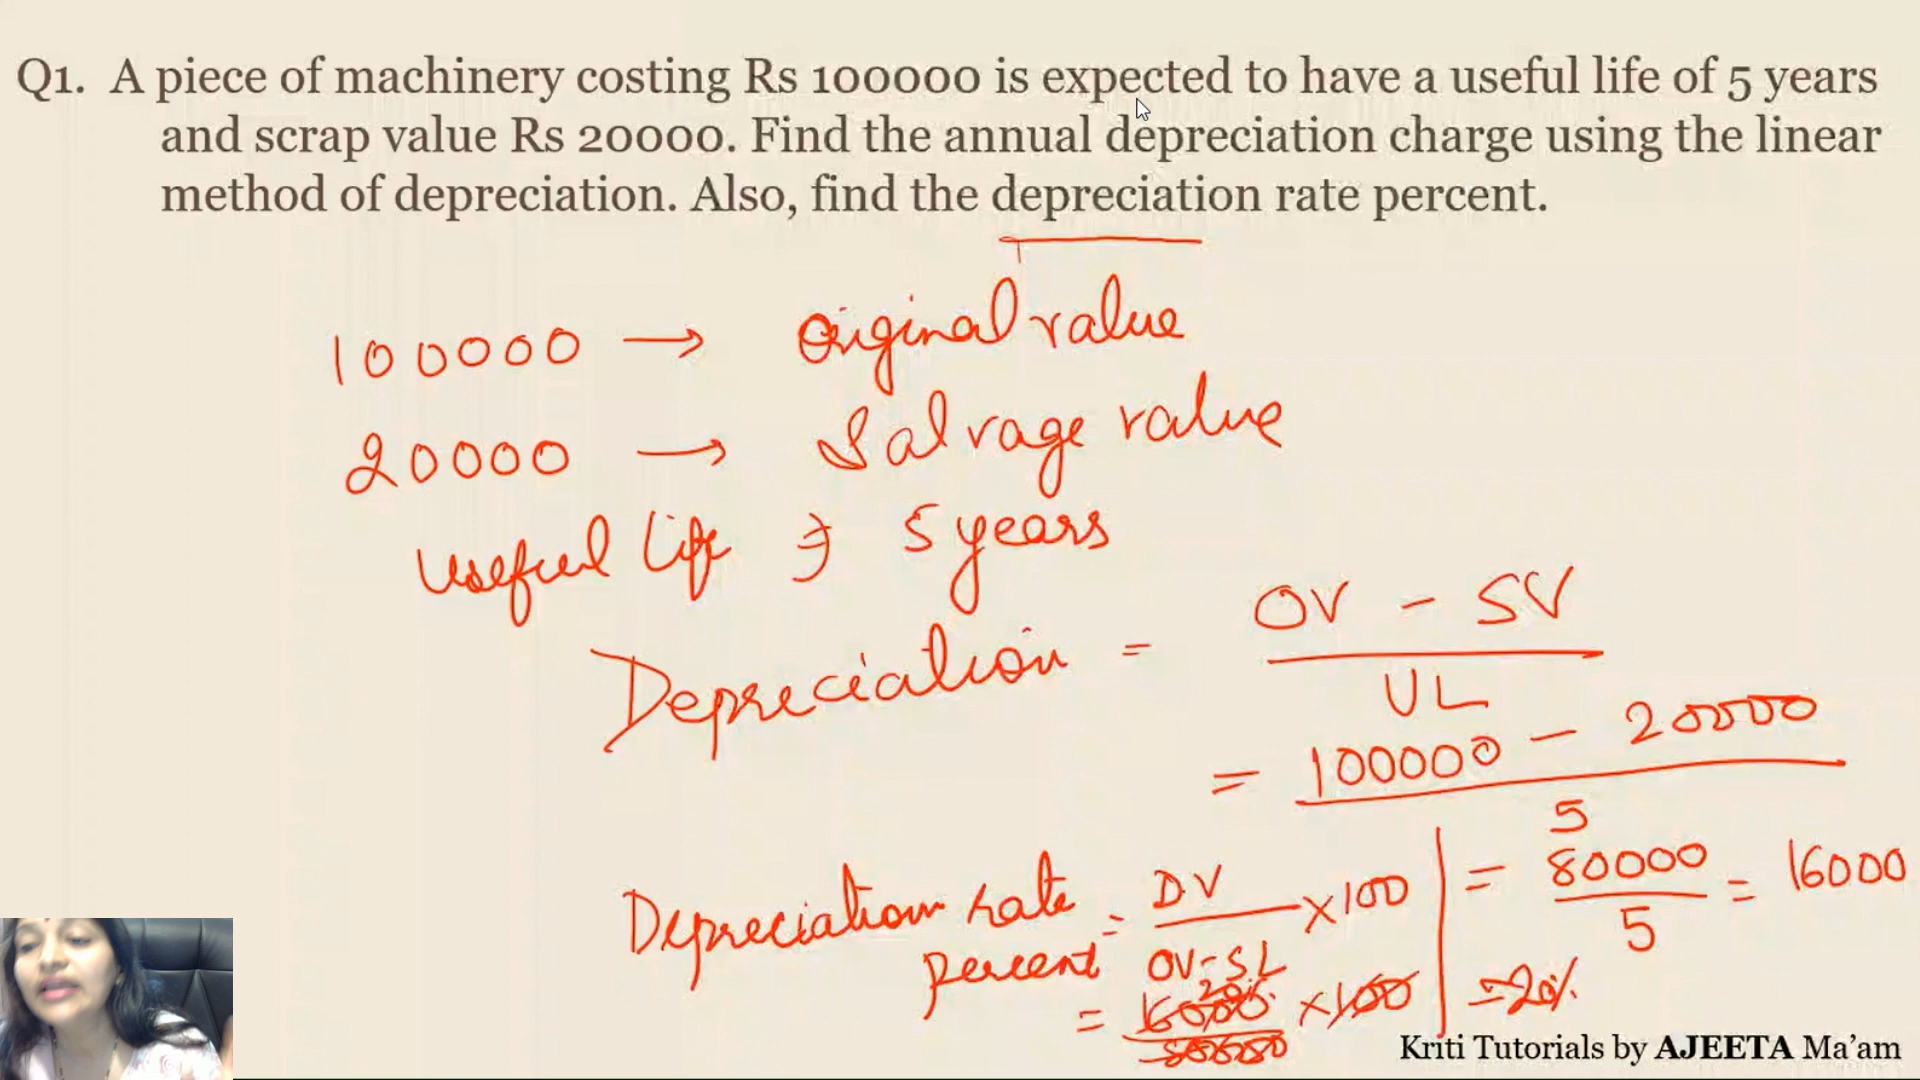 Q1. A piece of machinery costing Rs 100000 is expected to have a useful life of 5 years
and scrap value Rs 20000. Find the annual depreciation charge using the linear
method of depreciation. Also, find the depreciation rate percent.
100000 → Original value
20000 → Salvage value
Useful life → 5 years
Depreciation = OV - SV
UL
= 100000 - 20000
5
= 80000 = 16000
5
Depreciation rate percent = DV × 100
OV-SL
= 16000 × 100 = 20%
80000
Kriti Tutorials by AJEETA Ma'am